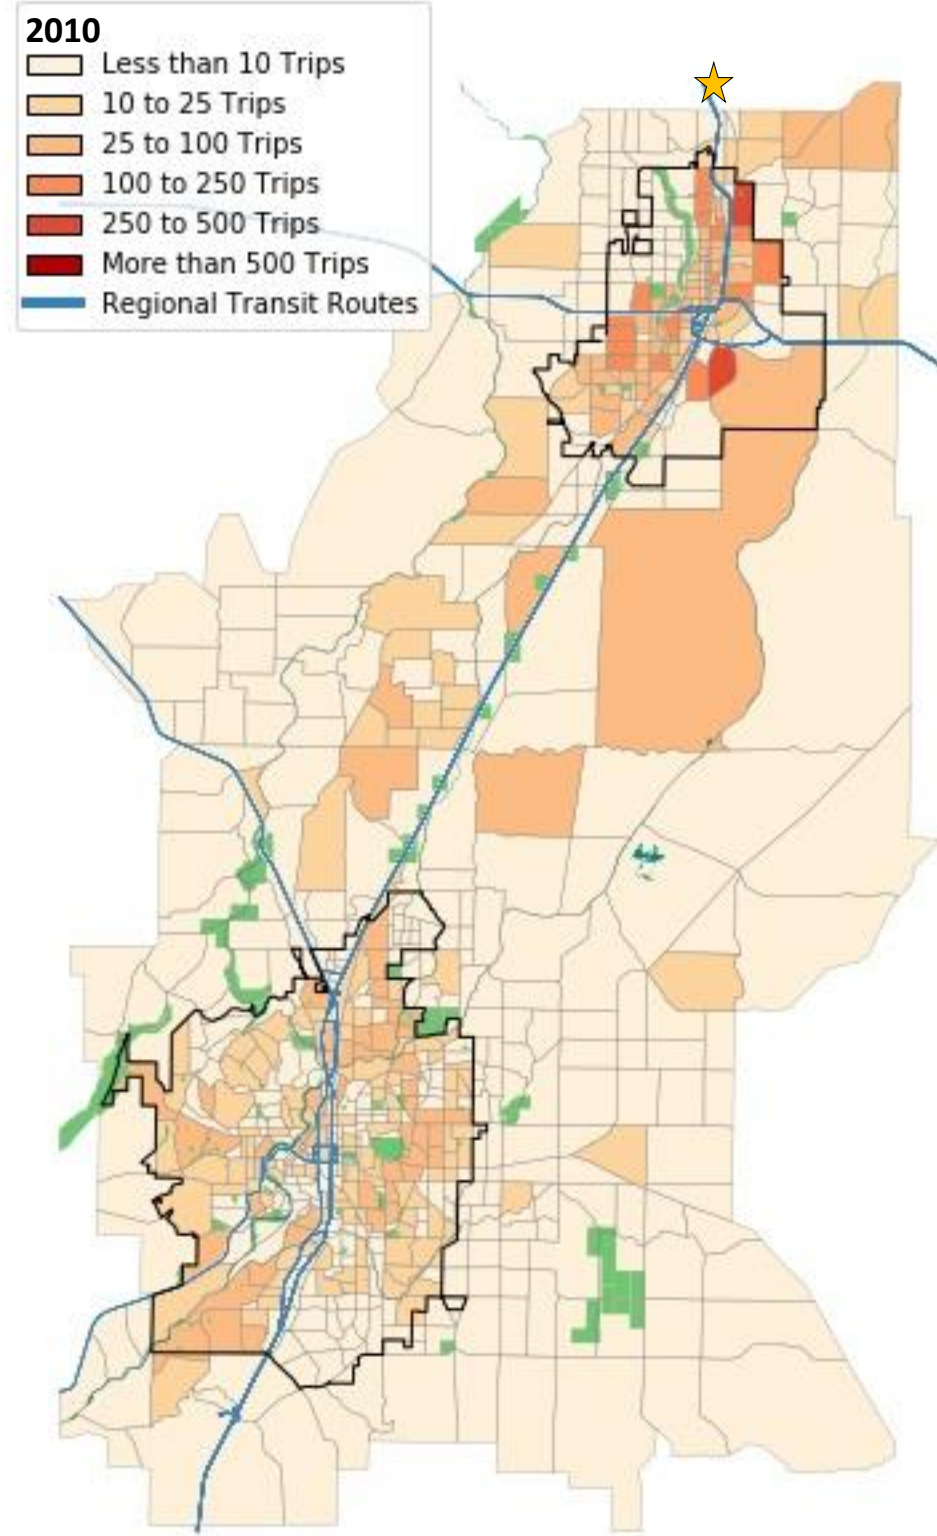 2010
Less than 10 Trips
10 to 25 Trips
25 to 100 Trips
100 to 250 Trips
250 to 500 Trips
More than 500 Trips
Regional Transit Routes